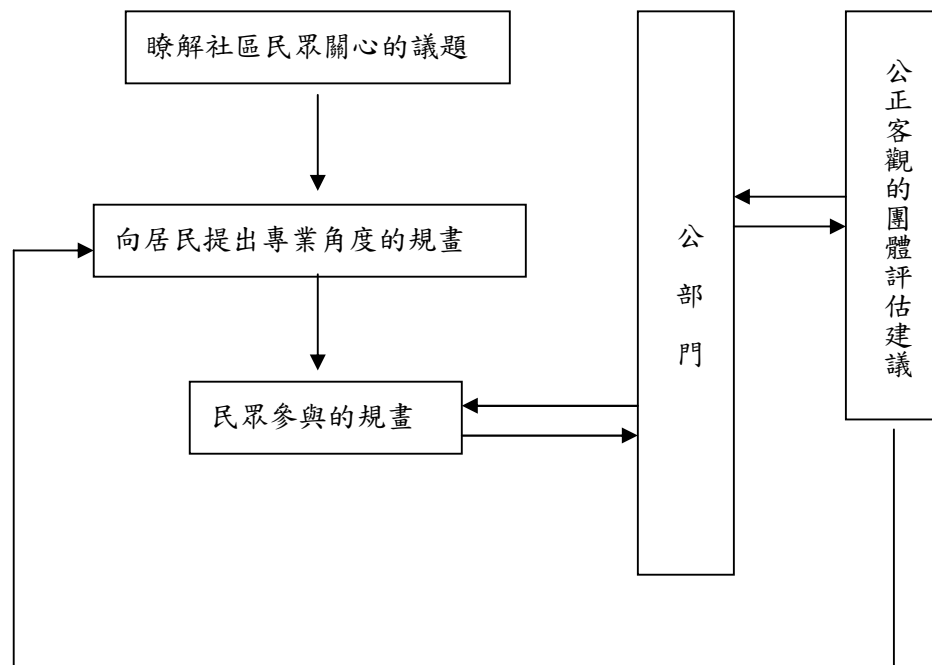 瞭解社區民眾關心的議題
向居民提出專業角度的規畫
民眾參與的規畫
公部門
公正客觀的團體評估建議